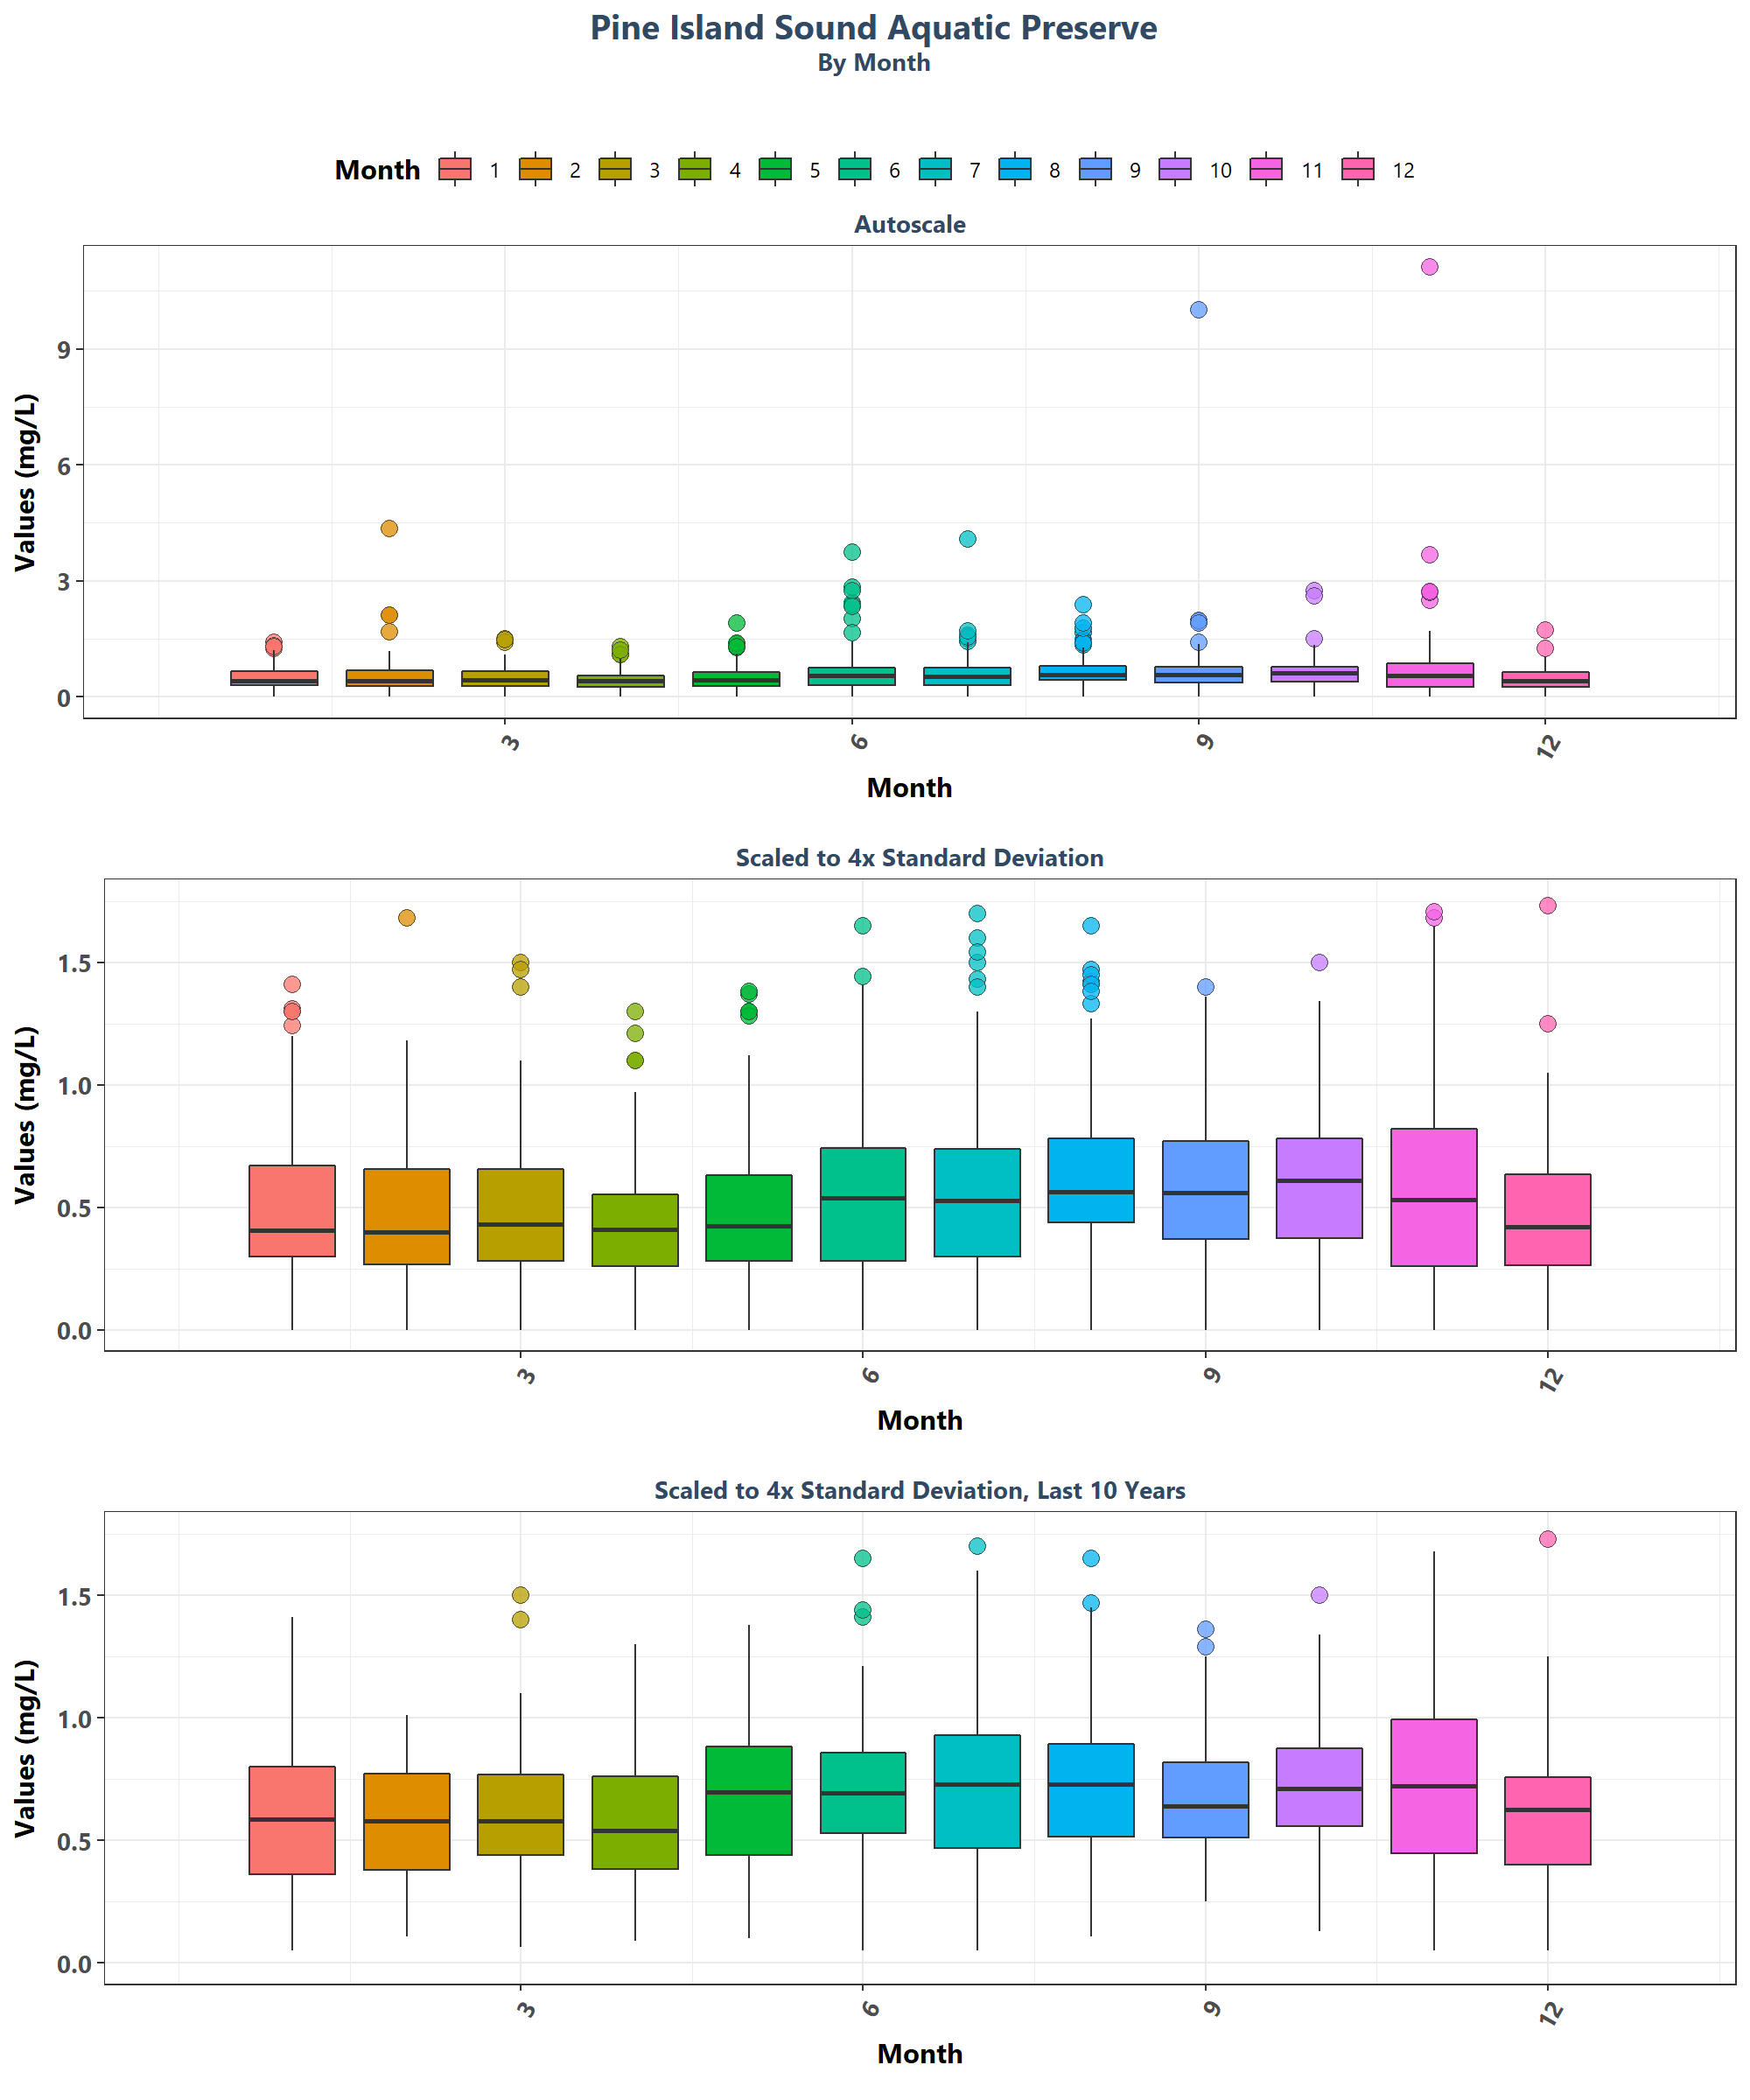 Pine Island Sound Aquatic Preserve
By Month
Month 1 2 3 4 5 6 7 8 9 10 11 12
Autoscale
Values (mg/L)
9
6
3
0
3 6 9 12
Month
Scaled to 4x Standard Deviation
Values (mg/L)
1.5
1.0
0.5
0.0
3 6 9 12
Month
Scaled to 4x Standard Deviation, Last 10 Years
Values (mg/L)
1.5
1.0
0.5
0.0
3 6 9 12
Month